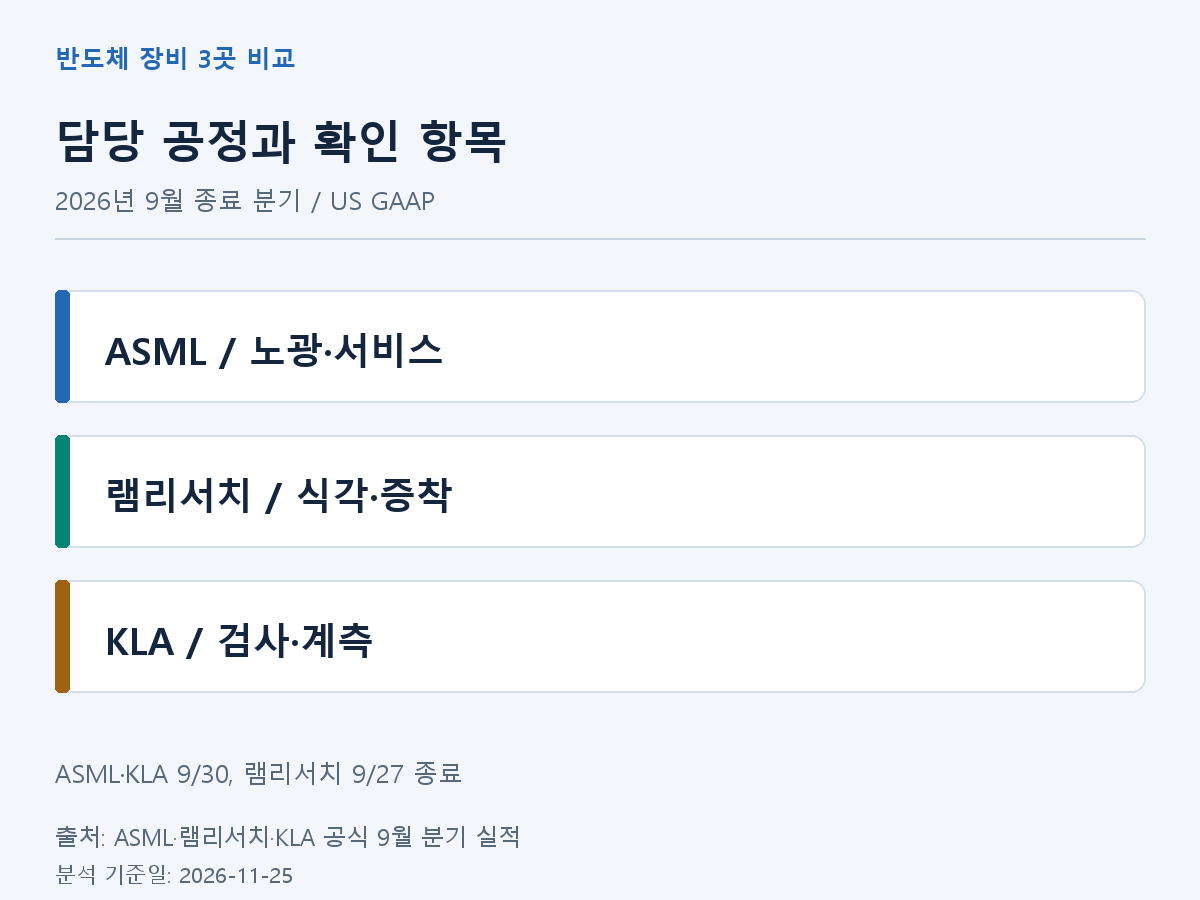 반도체 장비 3곳 비교
담당 공정과 확인 항목
2026년 9월 종료 분기 / US GAAP
ASML / 노광·서비스
램리서치 / 식각·증착
KLA / 검사·계측
ASML·KLA 9/30, 램리서치 9/27 종료
출처: ASML·램리서치·KLA 공식 9월 분기 실적
분석 기준일: 2026-11-25